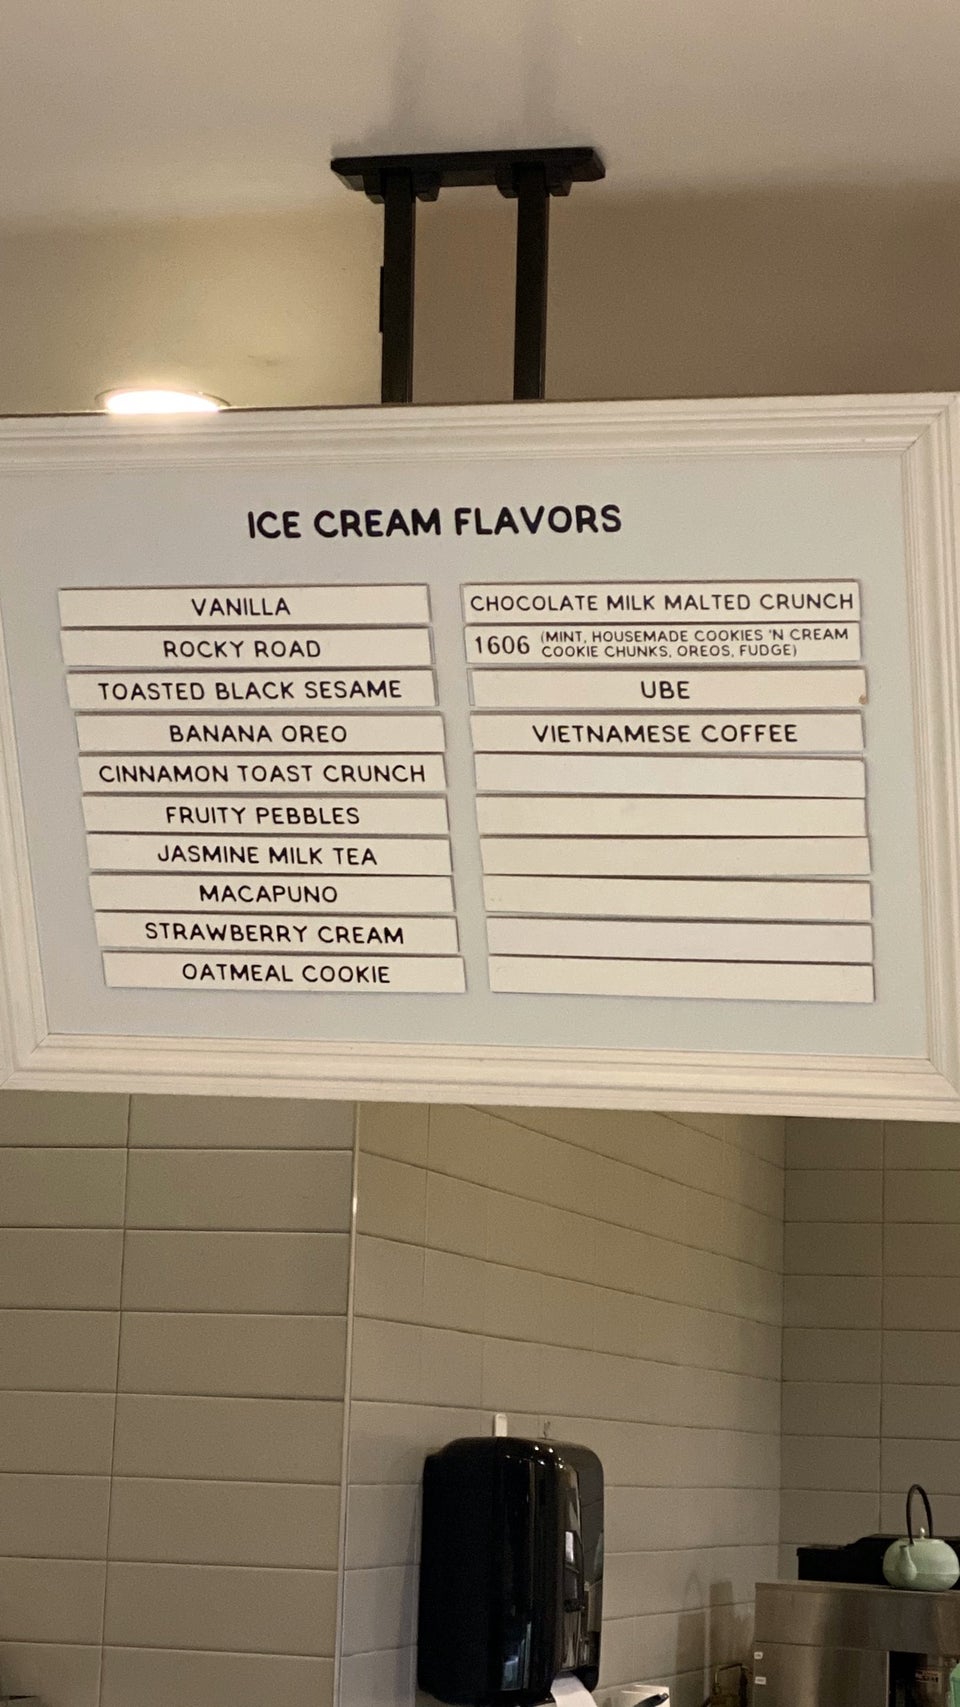 ICE CREAM FLAVORS
VANILLA
ROCKY ROAD
TOASTED BLACK SESAME
BANANA OREO
CINNAMON TOAST CRUNCH
FRUITY PEBBLES
JASMINE MILK TEA
MACAPUNO
STRAWBERRY CREAM
OATMEAL COOKIE
CHOCOLATE MILK MALTED CRUNCH
1606 (MINT, HOUSEMADE COOKIES 'N CREAM
COOKIE CHUNKS, OREOS, FUDGE)
UBE
VIETNAMESE COFFEE